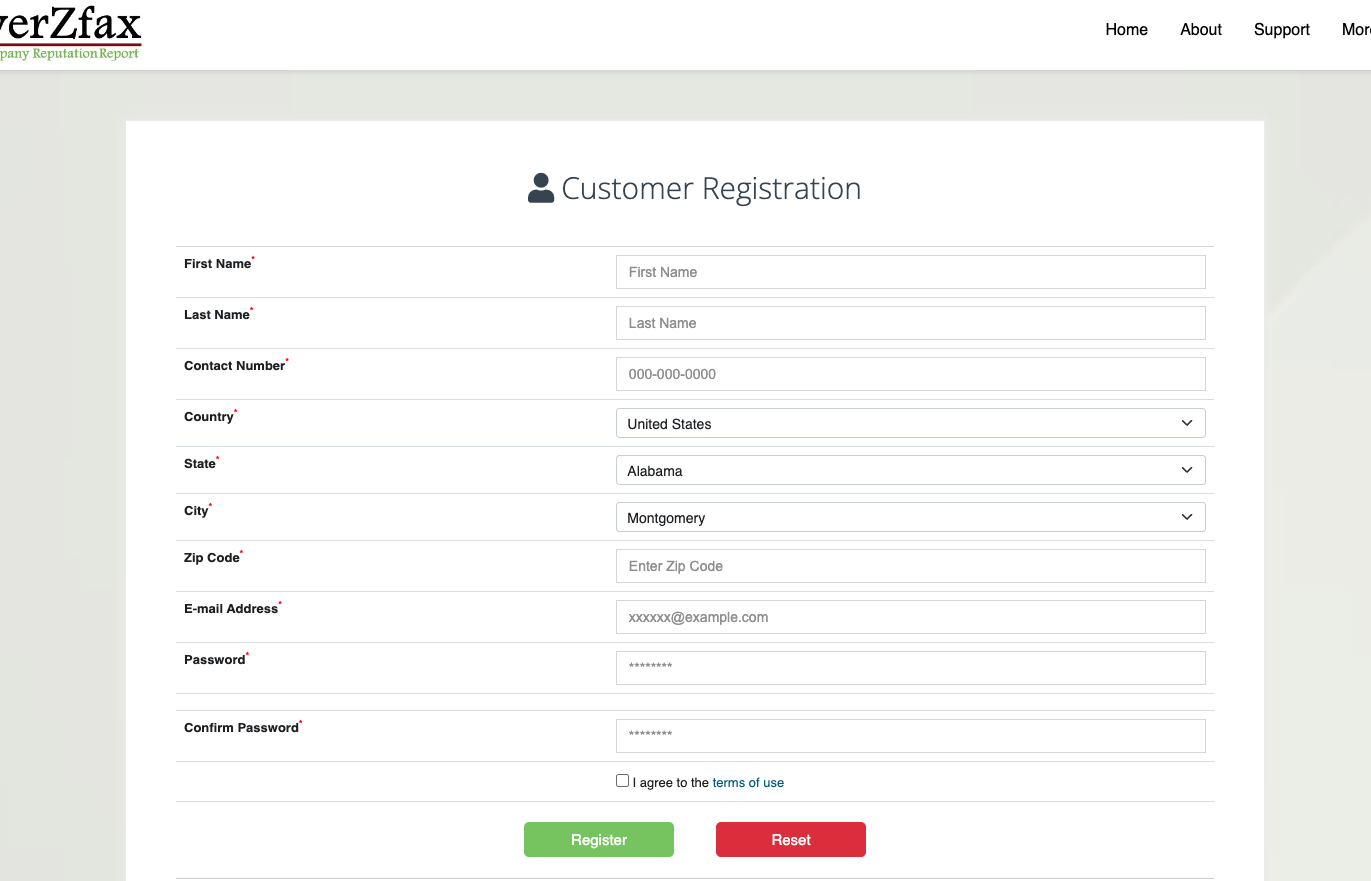 erZfax
pany Reputation Report
Home About Support
Customer Registration
First Name*
First Name
Last Name*
Last Name
Contact Number*
000-000-0000
Country*
United States
State*
Alabama
City*
Montgomery
Zip Code*
Enter Zip Code
E-mail Address*
xxxxxx@example.com
Password*
********
Confirm Password*
********
I agree to the terms of use
Register Reset